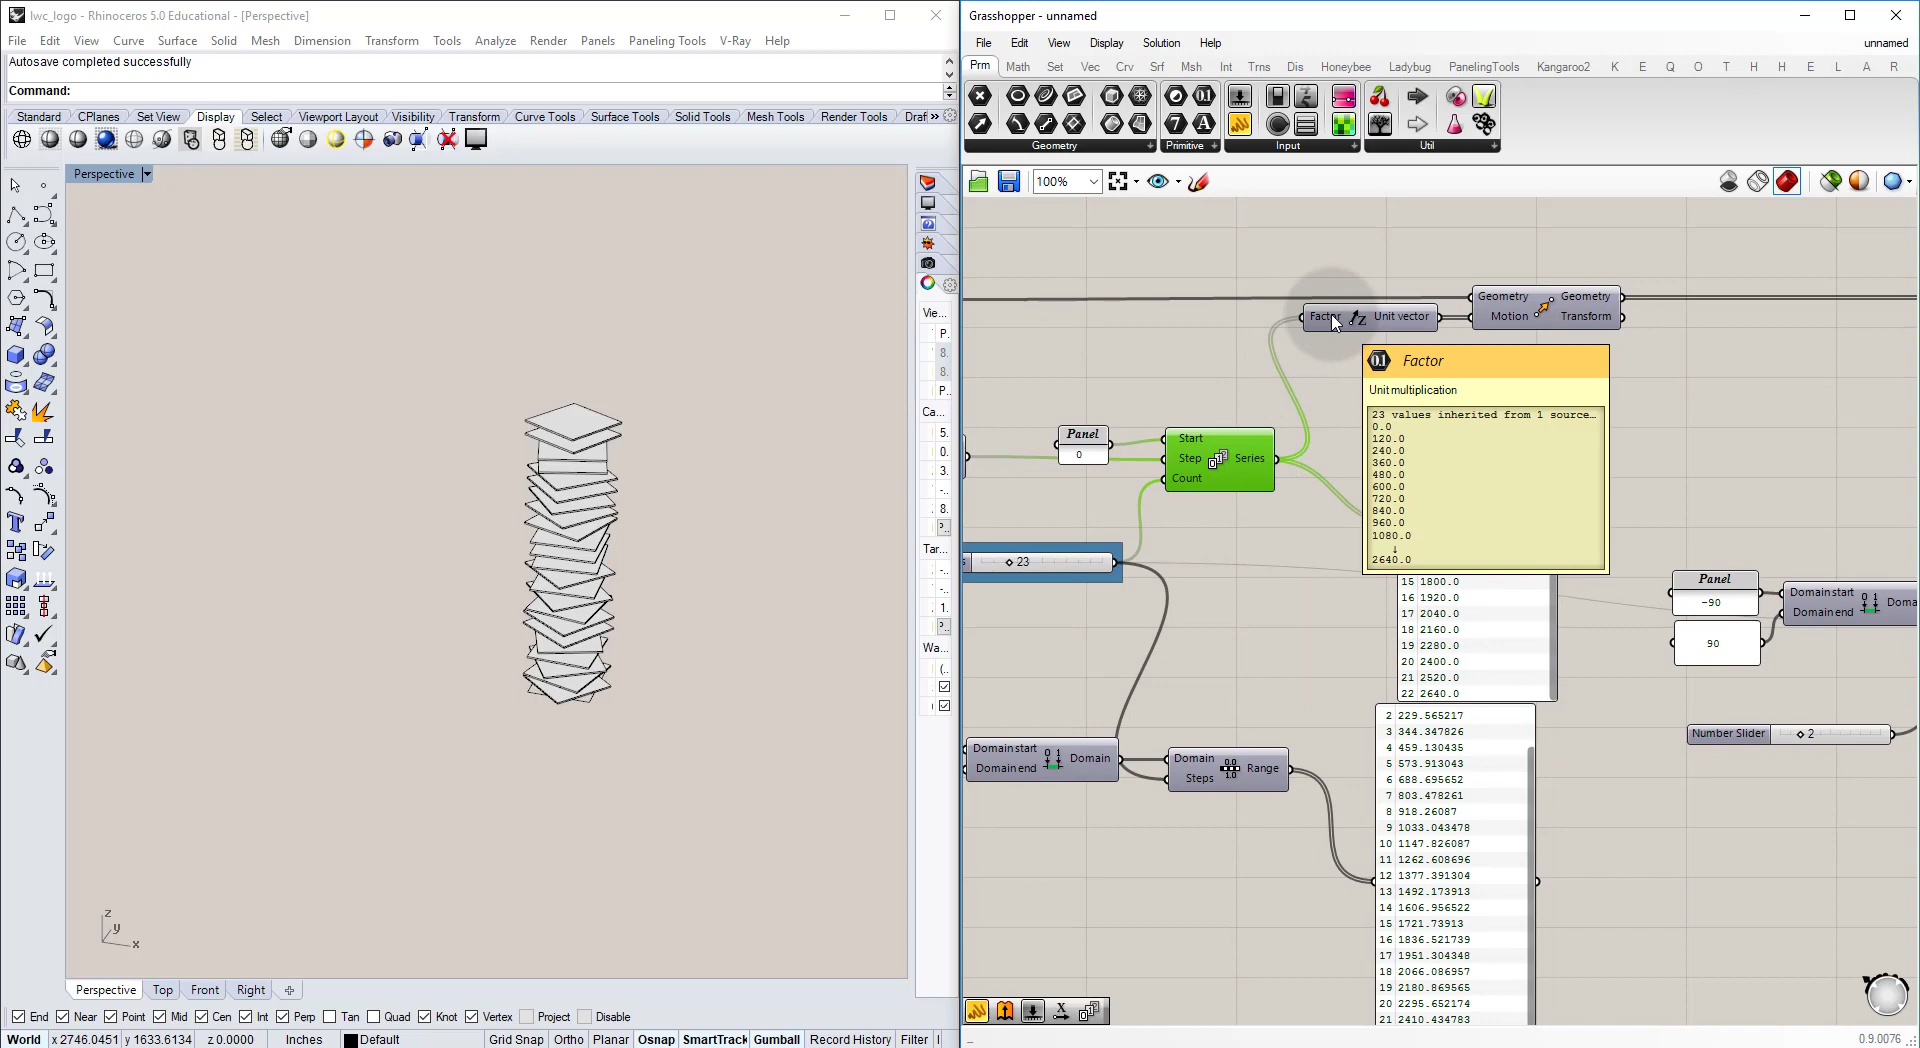 lwc_logo - Rhinoceros 5.0 Educational - [Perspective]
File Edit View Curve Surface Solid Mesh Dimension Transform Tools Analyze Render Panels Paneling Tools V-Ray Help
Autosave completed successfully
Command:
Standard CPlanes Set View Display Select Viewport Layout Visibility Transform Curve Tools Surface Tools Solid Tools Mesh Tools Render Tools Draf »
Perspective
Vie...
P.
8.
8.
P.
Ca...
5.
0.
3.
-..
8.
Tar...
-..
-..
1.
Wa...
(..
z
y
x
Perspective Top Front Right
End Near Point Mid Cen Int Perp Tan Quad Knot Vertex Project Disable
World x 2746.0451 y 1633.6134 z 0.0000 Inches Default Grid Snap Ortho Planar Osnap SmartTrack Gumball Record History Filter
Grasshopper - unnamed
File Edit View Display Solution Help
unnamed
Prm Math Set Vec Crv Srf Msh Int Trns Dis Honeybee Ladybug PanelingTools Kangaroo2 K E Q O T H H E L A R
Geometry Primitive Input Util
100%
Factor Unit vector
Geometry Geometry
Motion Transform
Factor
Unit multiplication
23 values inherited from 1 source...
0.0
120.0
240.0
360.0
480.0
600.0
720.0
840.0
960.0
1080.0
↓
2640.0
Panel
0
Start
Step Series
Count
23
15 1800.0
16 1920.0
17 2040.0
18 2160.0
19 2280.0
20 2400.0
21 2520.0
22 2640.0
Panel
-90
90
Domain start
Domain end
Doma
Number Slider 2
Domain start
Domain end
Domain
Domain
Steps
Range
2 229.565217
3 344.347826
4 459.130435
5 573.913043
6 688.695652
7 803.478261
8 918.26087
9 1033.043478
10 1147.826087
11 1262.608696
12 1377.391304
13 1492.173913
14 1606.956522
15 1721.73913
16 1836.521739
17 1951.304348
18 2066.086957
19 2180.869565
20 2295.652174
21 2410.434783
0.9.0076